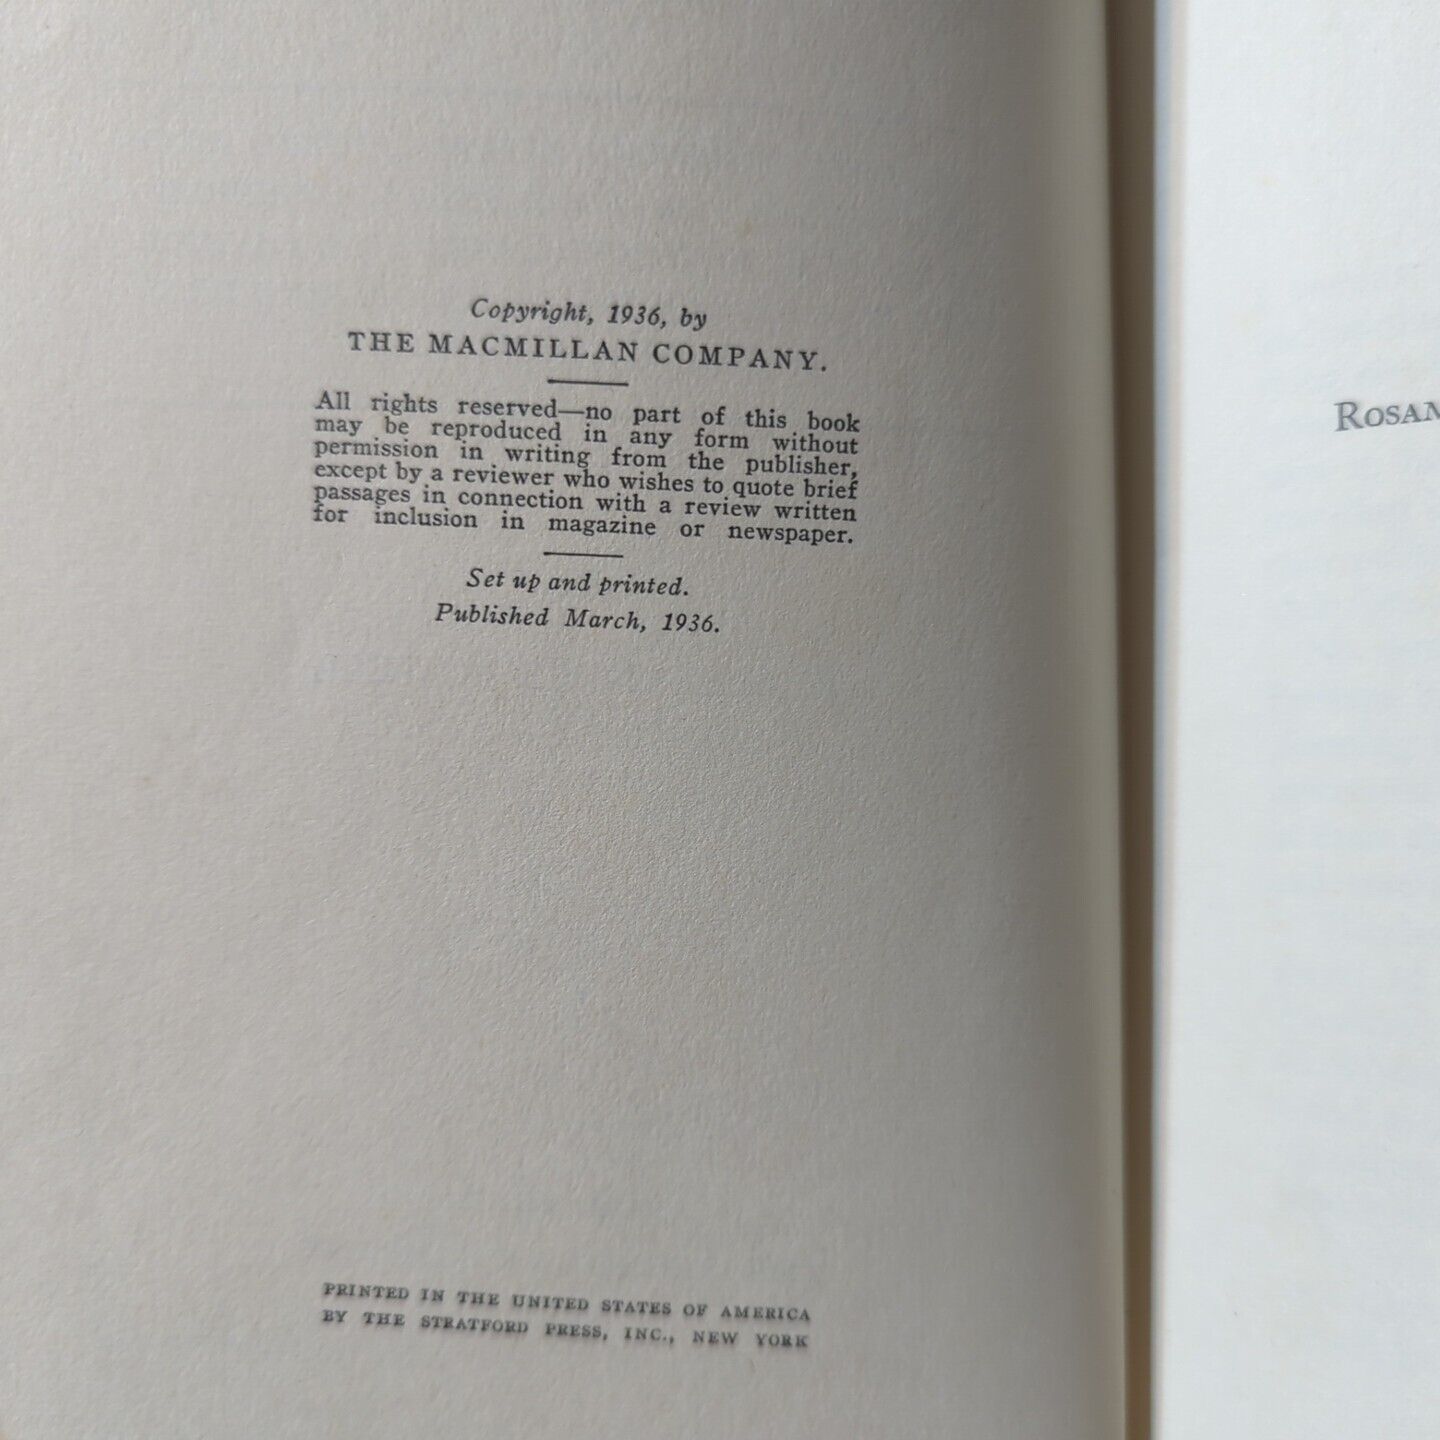 Copyright, 1936, by
THE MACMILLAN COMPANY.
All rights reserved—no part of this book
may be reproduced in any form without
permission in writing from the publisher,
except by a reviewer who wishes to quote brief
passages in connection with a review written
for inclusion in magazine or newspaper.
Set up and printed.
Published March, 1936.
PRINTED IN THE UNITED STATES OF AMERICA
BY THE STRATFORD PRESS, INC., NEW YORK